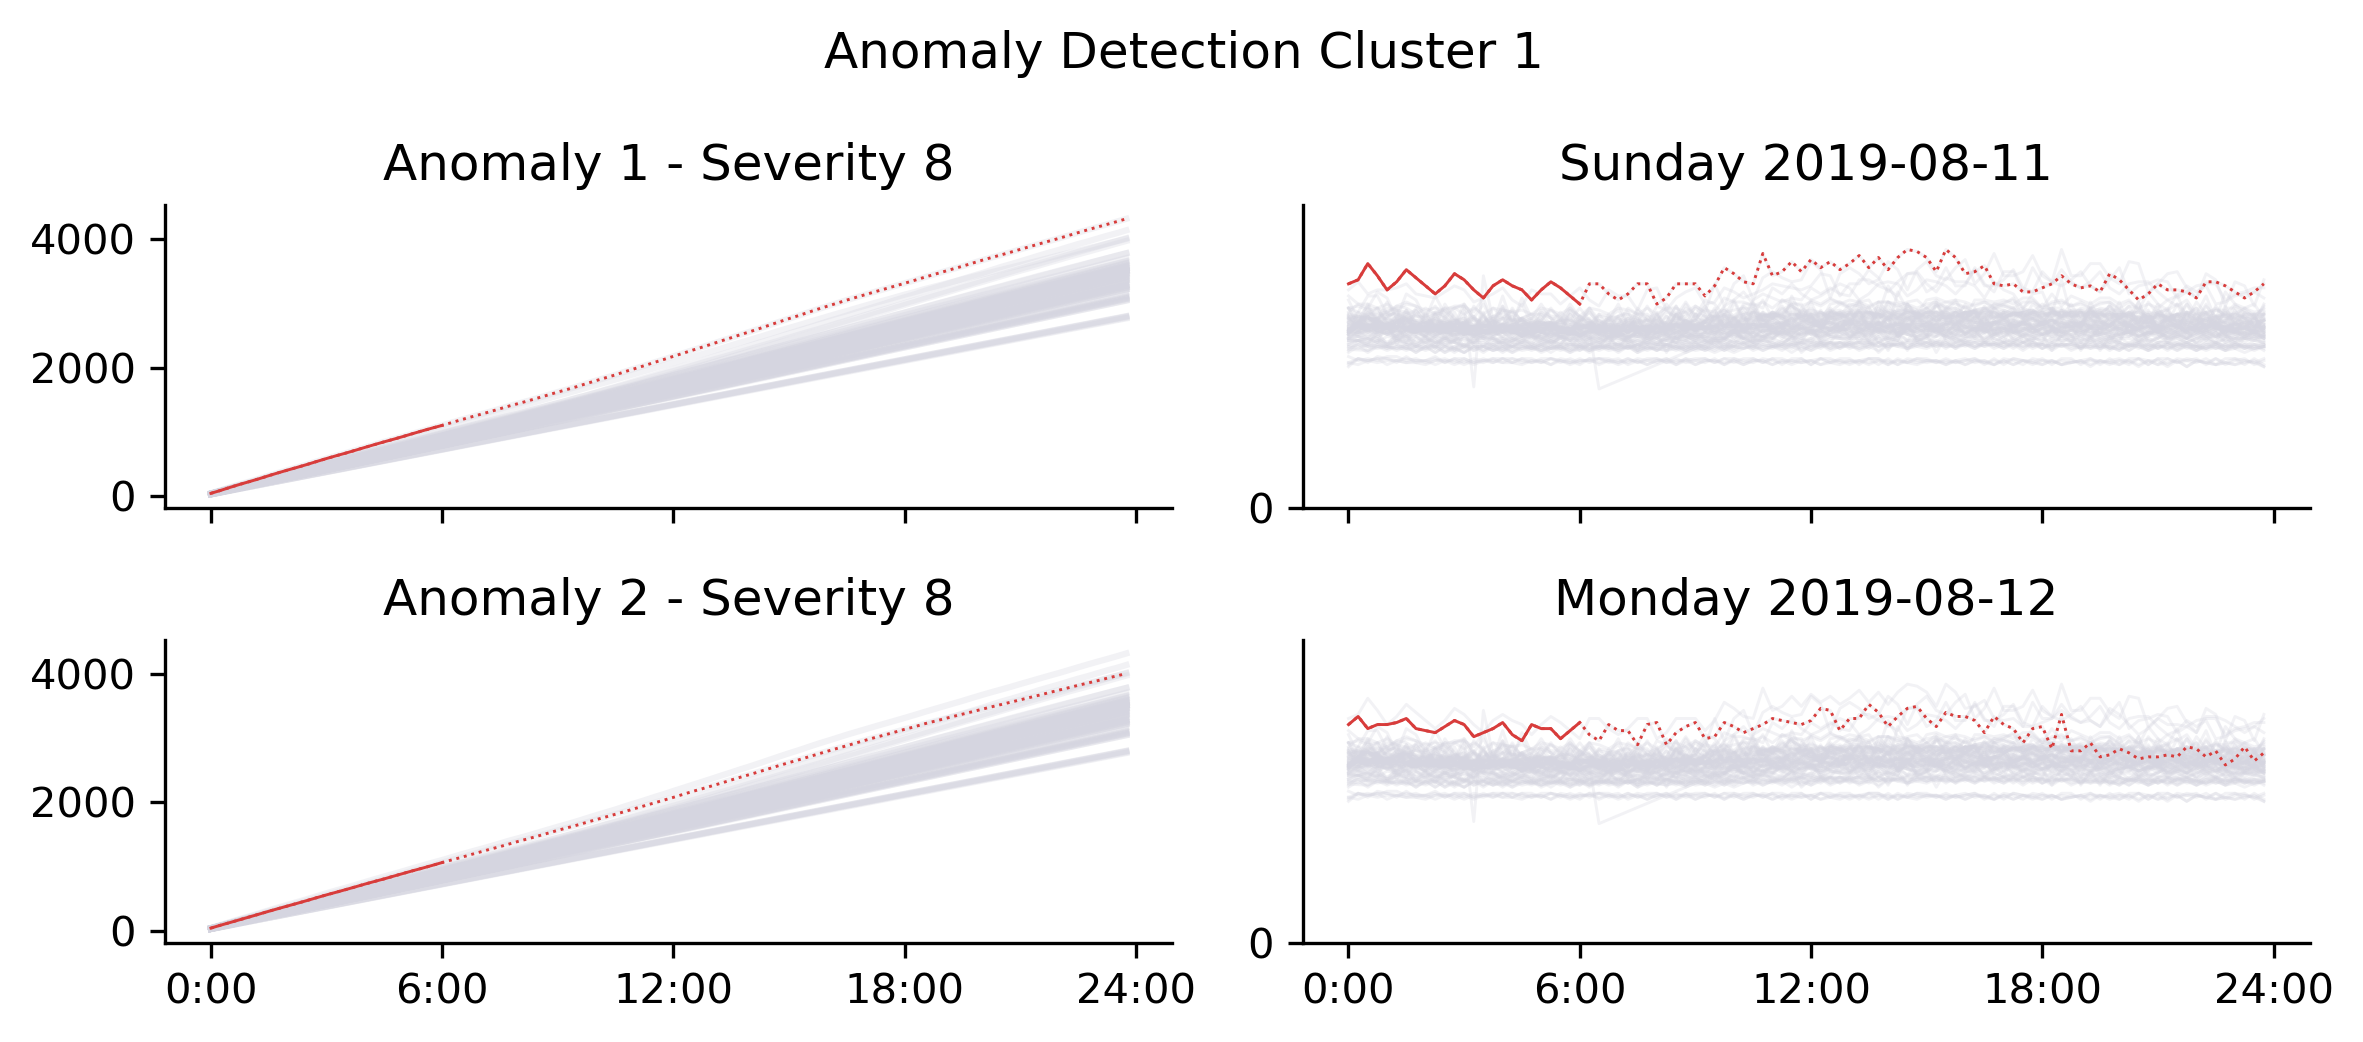 Anomaly Detection Cluster 1
Anomaly 1 - Severity 8
Sunday 2019-08-11
4000
2000
0
0
Anomaly 2 - Severity 8
Monday 2019-08-12
4000
2000
0
0
0:00 6:00 12:00 18:00 24:00
0:00 6:00 12:00 18:00 24:00